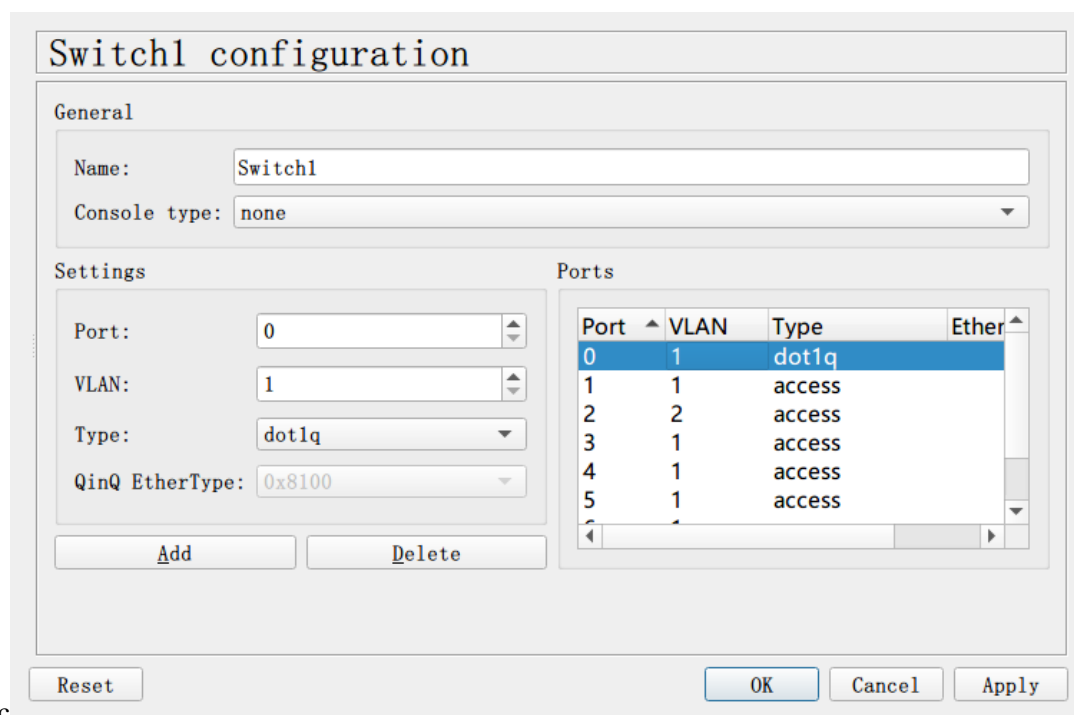 Switch1 configuration
General
Name: Switch1
Console type: none
Settings
Port: 0
VLAN: 1
Type: dot1q
QinQ EtherType: 0x8100
Add Delete
Ports
Port VLAN Type Ether
0 1 dot1q
1 1 access
2 2 access
3 1 access
4 1 access
5 1 access
Reset OK Cancel Apply